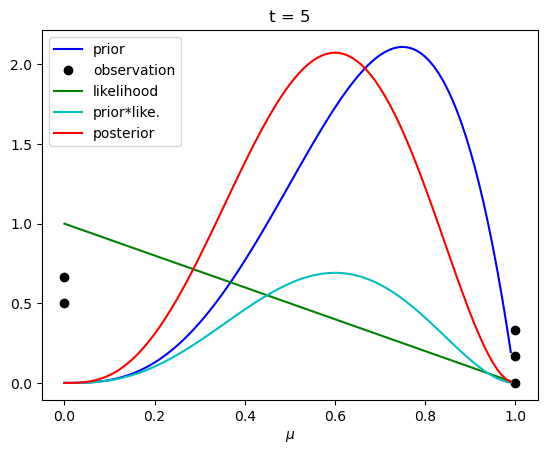 t = 5
prior
observation
likelihood
prior*like.
posterior
2.0
1.5
1.0
0.5
0.0
0.0 0.2 0.4 0.6 0.8 1.0
μ